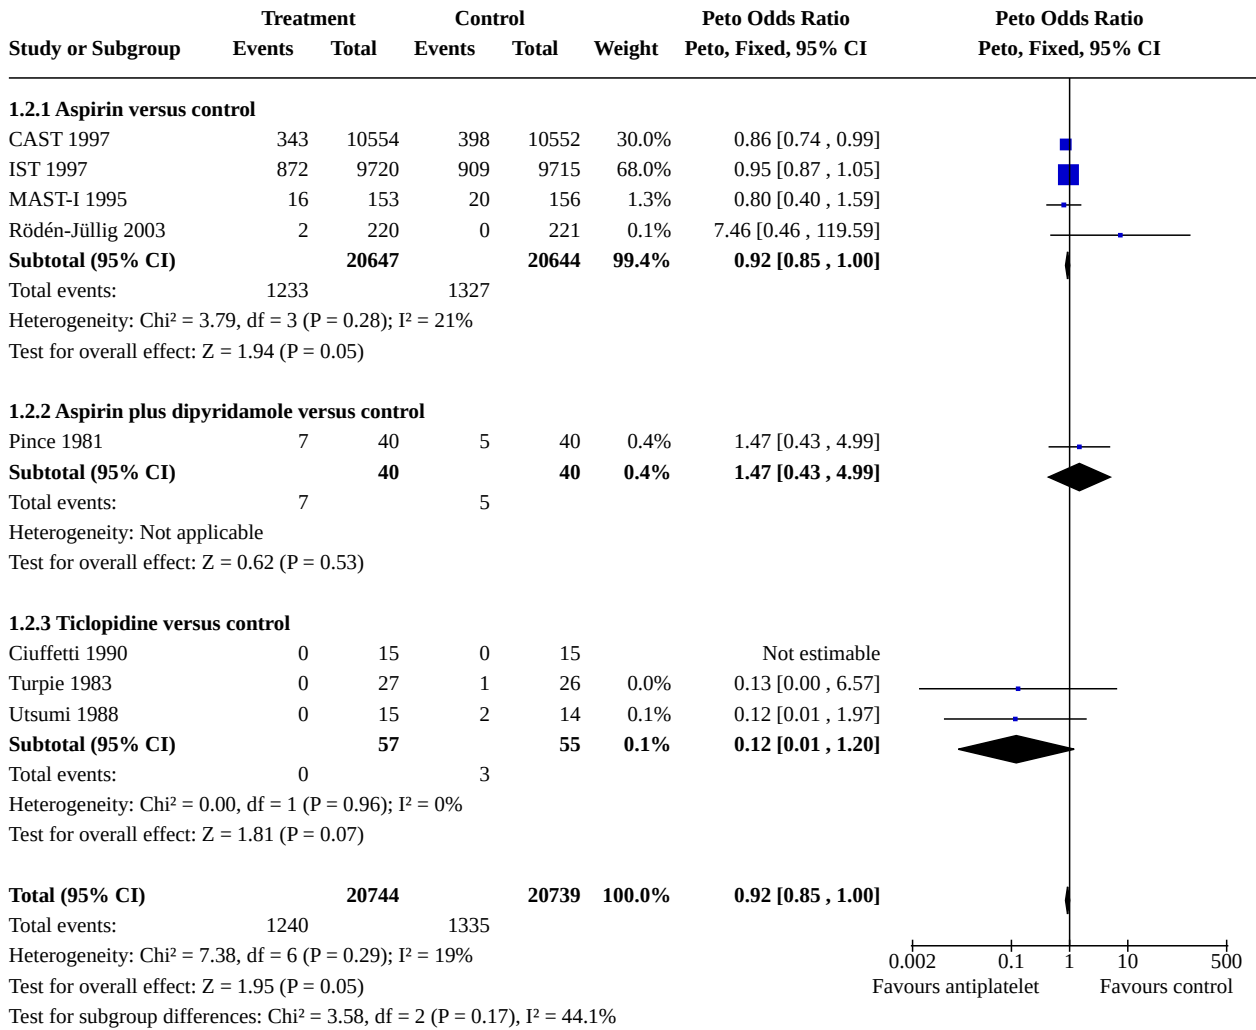 Treatment Control Peto Odds Ratio Peto Odds Ratio
Study or Subgroup Events Total Events Total Weight Peto, Fixed, 95% CI Peto, Fixed, 95% CI
1.2.1 Aspirin versus control
CAST 1997 343 10554 398 10552 30.0% 0.86 [0.74 , 0.99]
IST 1997 872 9720 909 9715 68.0% 0.95 [0.87 , 1.05]
MAST-I 1995 16 153 20 156 1.3% 0.80 [0.40 , 1.59]
Rödén-Jüllig 2003 2 220 0 221 0.1% 7.46 [0.46 , 119.59]
Subtotal (95% CI) 20647 20644 99.4% 0.92 [0.85 , 1.00]
Total events: 1233 1327
Heterogeneity: Chi² = 3.79, df = 3 (P = 0.28); I² = 21%
Test for overall effect: Z = 1.94 (P = 0.05)
1.2.2 Aspirin plus dipyridamole versus control
Pince 1981 7 40 5 40 0.4% 1.47 [0.43 , 4.99]
Subtotal (95% CI) 40 40 0.4% 1.47 [0.43 , 4.99]
Total events: 7 5
Heterogeneity: Not applicable
Test for overall effect: Z = 0.62 (P = 0.53)
1.2.3 Ticlopidine versus control
Ciuffetti 1990 0 15 0 15 Not estimable
Turpie 1983 0 27 1 26 0.0% 0.13 [0.00 , 6.57]
Utsumi 1988 0 15 2 14 0.1% 0.12 [0.01 , 1.97]
Subtotal (95% CI) 57 55 0.1% 0.12 [0.01 , 1.20]
Total events: 0 3
Heterogeneity: Chi² = 0.00, df = 1 (P = 0.96); I² = 0%
Test for overall effect: Z = 1.81 (P = 0.07)
Total (95% CI) 20744 20739 100.0% 0.92 [0.85 , 1.00]
Total events: 1240 1335
Heterogeneity: Chi² = 7.38, df = 6 (P = 0.29); I² = 19%
0.002 0.1 1 10 500
Test for overall effect: Z = 1.95 (P = 0.05)
Favours antiplatelet Favours control
Test for subgroup differences: Chi² = 3.58, df = 2 (P = 0.17), I² = 44.1%